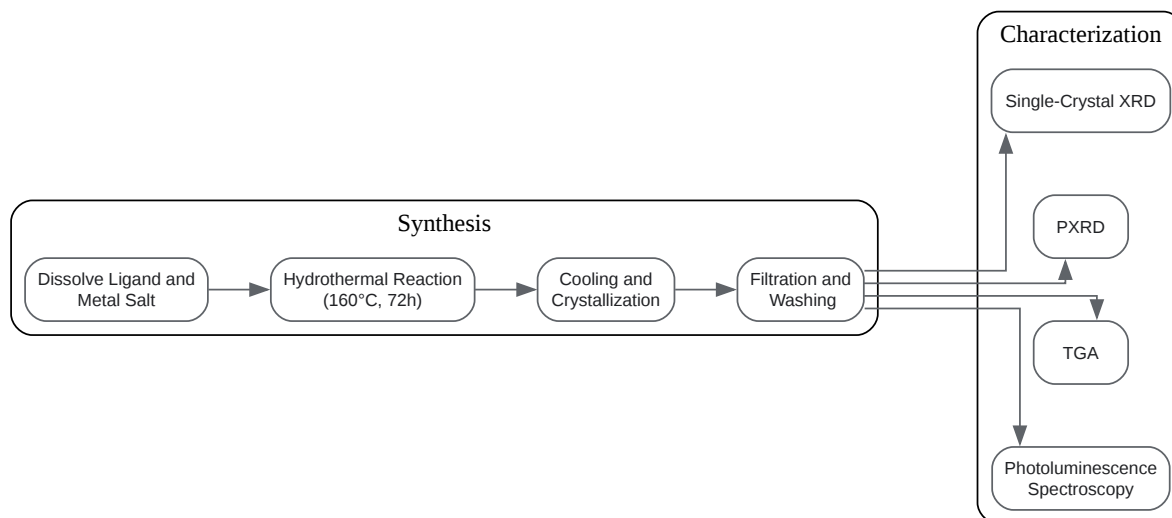 Characterization
Single-Crystal XRD
PXRD
TGA
Photoluminescence
Spectroscopy
Synthesis
Dissolve Ligand and
Metal Salt
Hydrothermal Reaction
(160°C, 72h)
Cooling and
Crystallization
Filtration and
Washing